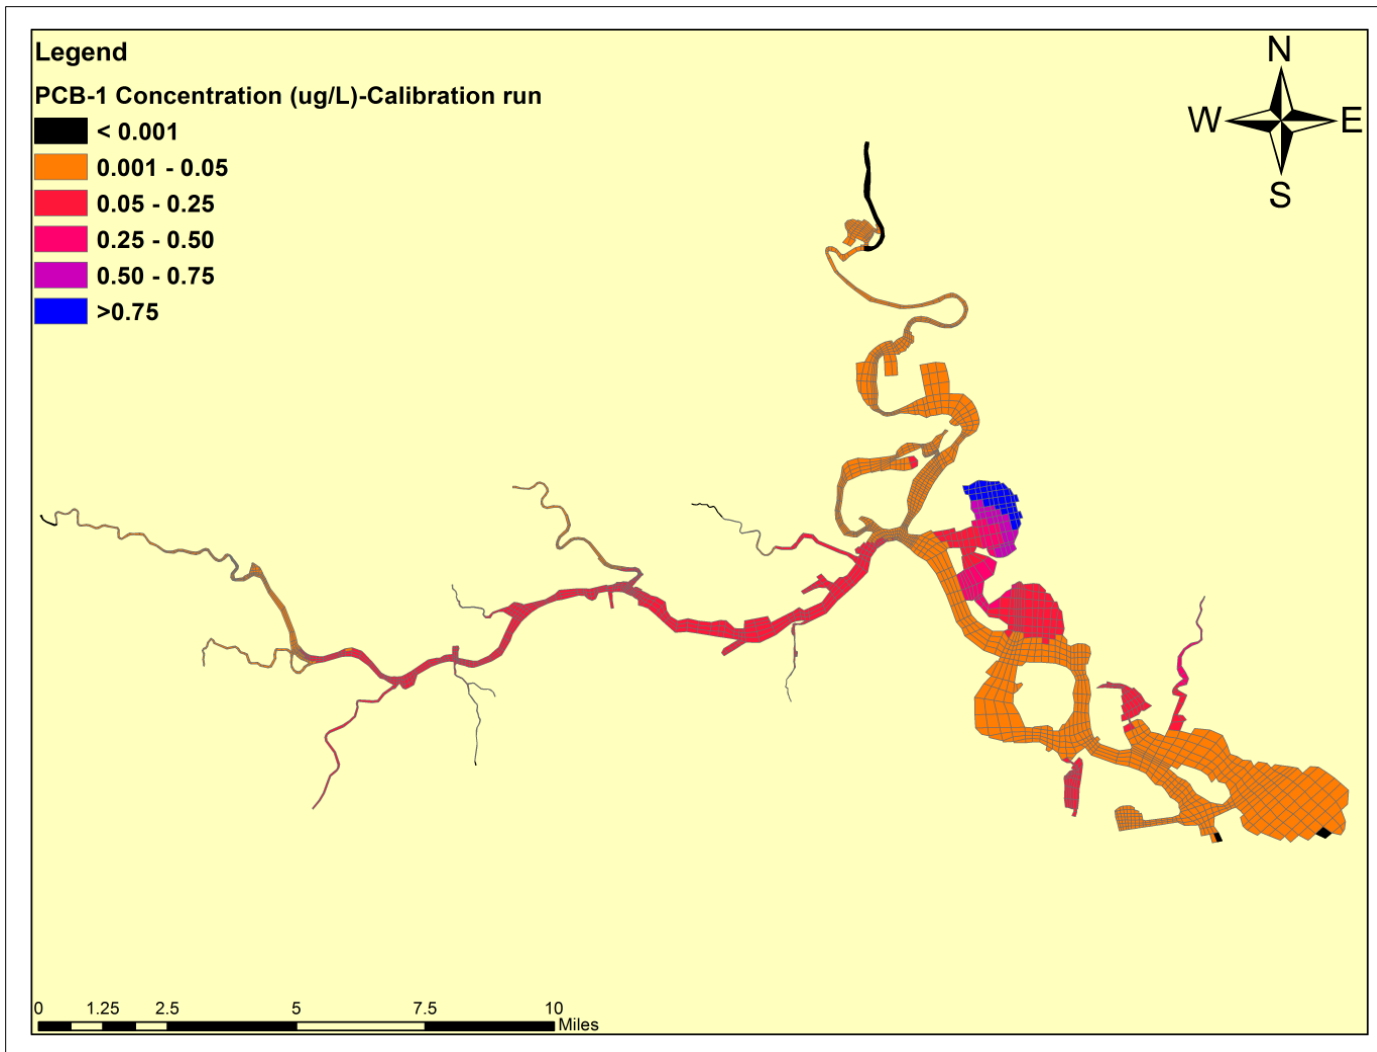 Legend
PCB-1 Concentration (ug/L)-Calibration run
< 0.001
0.001 - 0.05
0.05 - 0.25
0.25 - 0.50
0.50 - 0.75
>0.75
N
W E
S
0 1.25 2.5 5 7.5 10
Miles